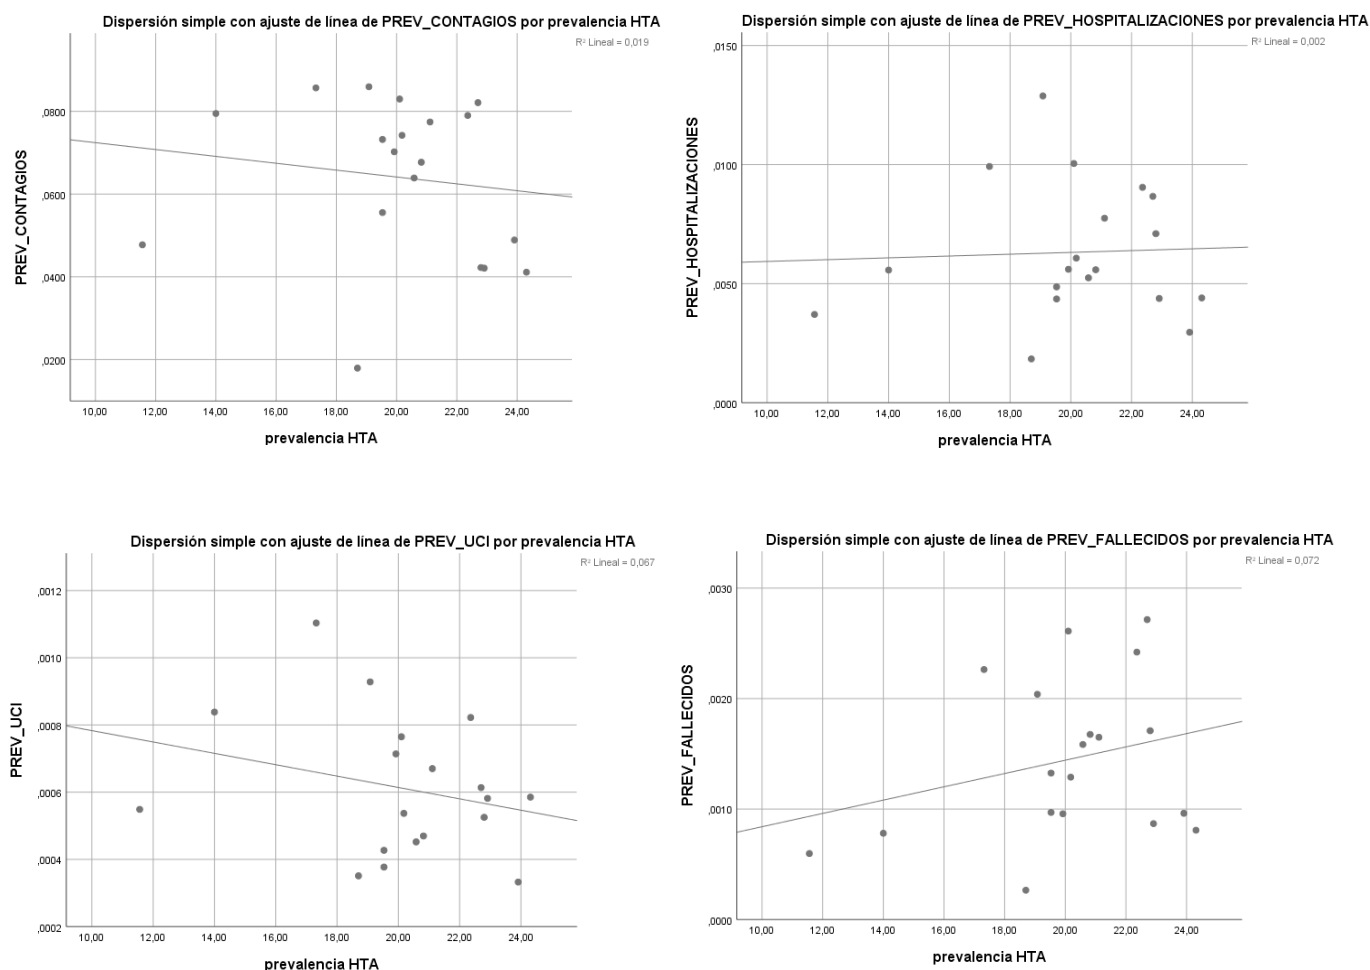 Dispersión simple con ajuste de línea de PREV_CONTAGIOS por prevalencia HTA
R² Lineal = 0,019
PREV_CONTAGIOS
,0800
,0600
,0400
,0200
10,00 12,00 14,00 16,00 18,00 20,00 22,00 24,00
prevalencia HTA
Dispersión simple con ajuste de línea de PREV_HOSPITALIZACIONES por prevalencia HTA
R² Lineal = 0,002
PREV_HOSPITALIZACIONES
,0150
,0100
,0050
,0000
10,00 12,00 14,00 16,00 18,00 20,00 22,00 24,00
prevalencia HTA
Dispersión simple con ajuste de línea de PREV_UCI por prevalencia HTA
R² Lineal = 0,067
PREV_UCI
,0012
,0010
,0008
,0006
,0004
,0002
10,00 12,00 14,00 16,00 18,00 20,00 22,00 24,00
prevalencia HTA
Dispersión simple con ajuste de línea de PREV_FALLECIDOS por prevalencia HTA
R² Lineal = 0,072
PREV_FALLECIDOS
,0030
,0020
,0010
,0000
10,00 12,00 14,00 16,00 18,00 20,00 22,00 24,00
prevalencia HTA